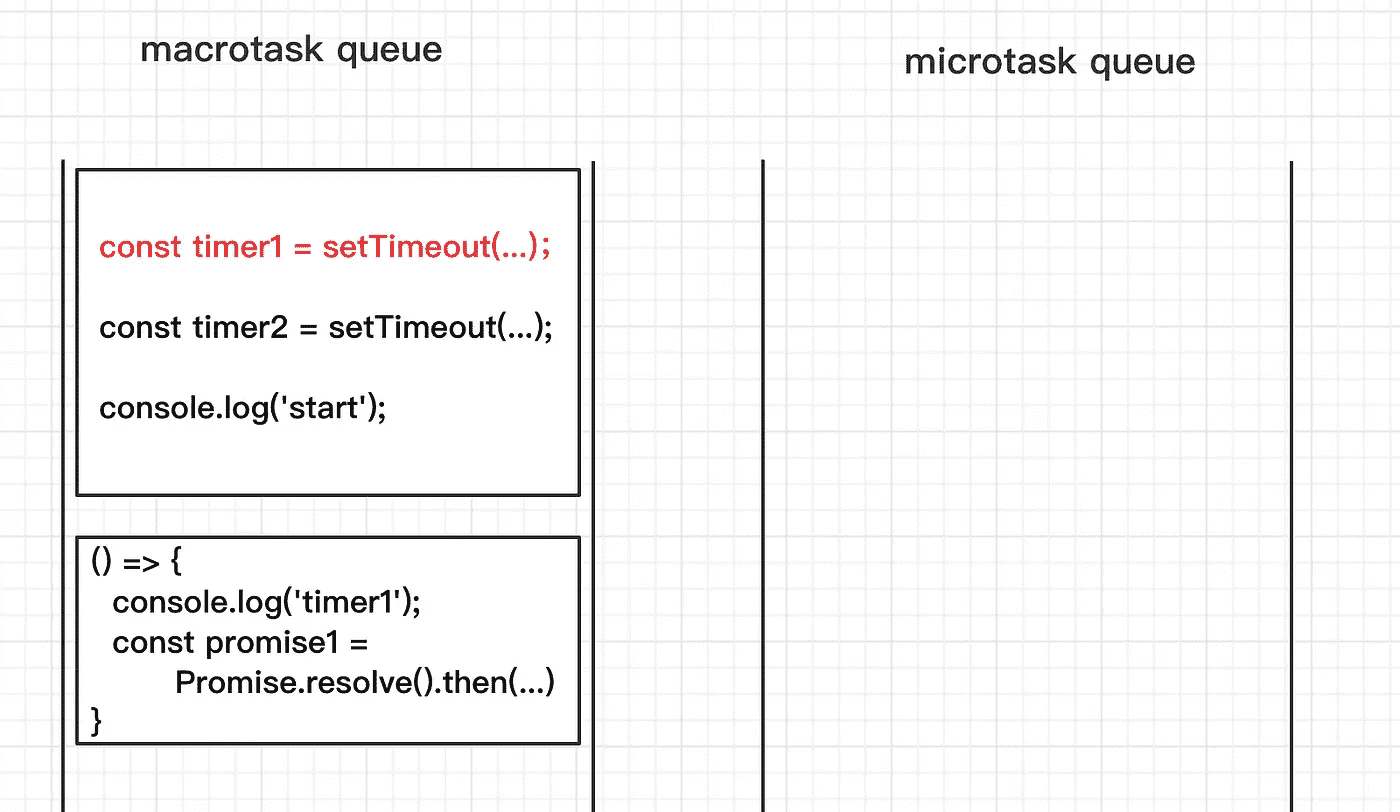 macrotask queue
microtask queue
const timer1 = setTimeout(...);
const timer2 = setTimeout(...);
console.log('start');
() => {
console.log('timer1');
const promise1 =
Promise.resolve().then(...)
}